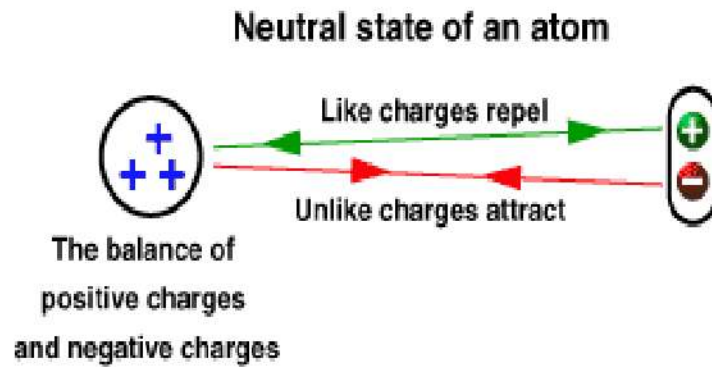 Neutral state of an atom
Like charges repel
Unlike charges attract
The balance of
positive charges
and negative charges